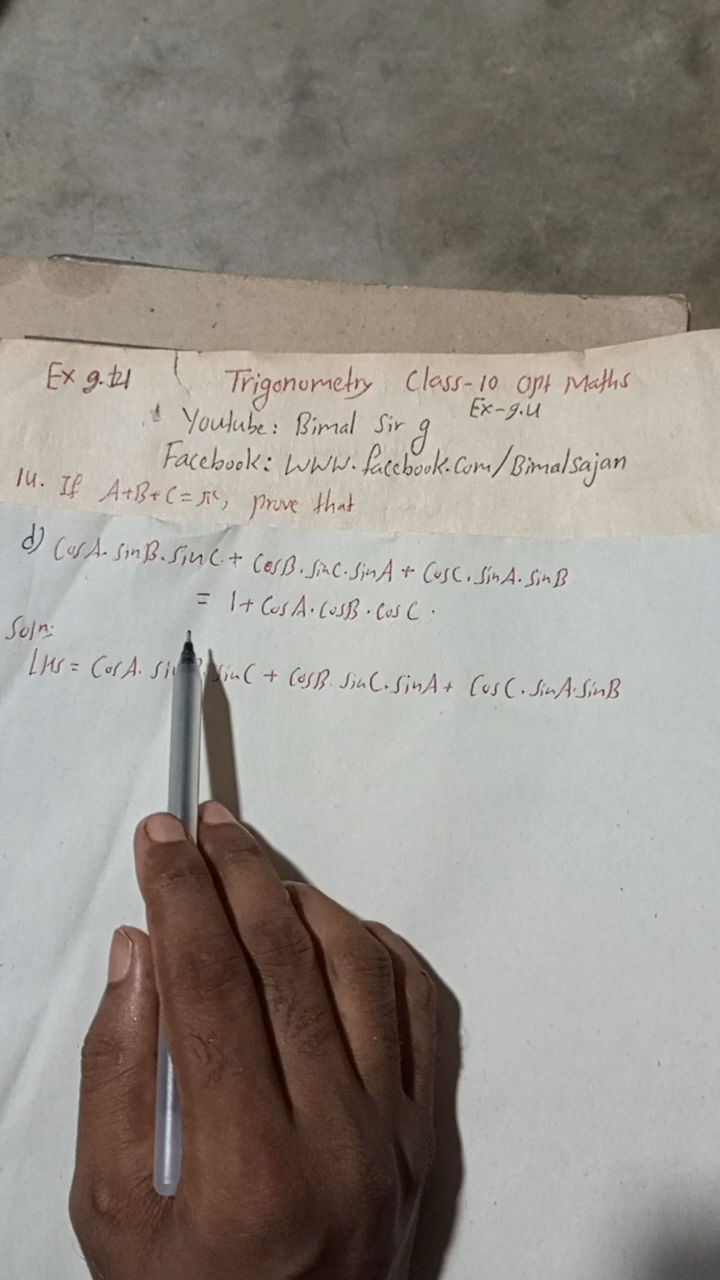 Ex 9.4 Trigonometry Class-10 Opt Maths
Ex-9.4
Youtube: Bimal Sir g
Facebook: www.facebook.com/Bimalsajan
14. If A+B+C=πᶜ, prove that
d) CosA. SinB. SinC + CosB. SinC. SinA + CosC. SinA. SinB
= 1 + CosA. CosB. CosC.
Soln:
LHS = CosA. Si SinC + CosB. SinC. SinA + CosC. SinA. SinB